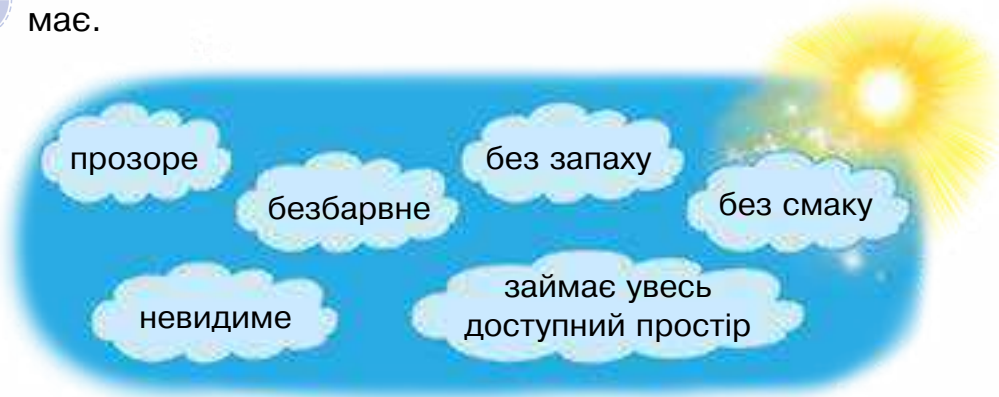 має.
прозоре
без запаху
безбарвне
без смаку
невидиме
займає увесь
доступний простір